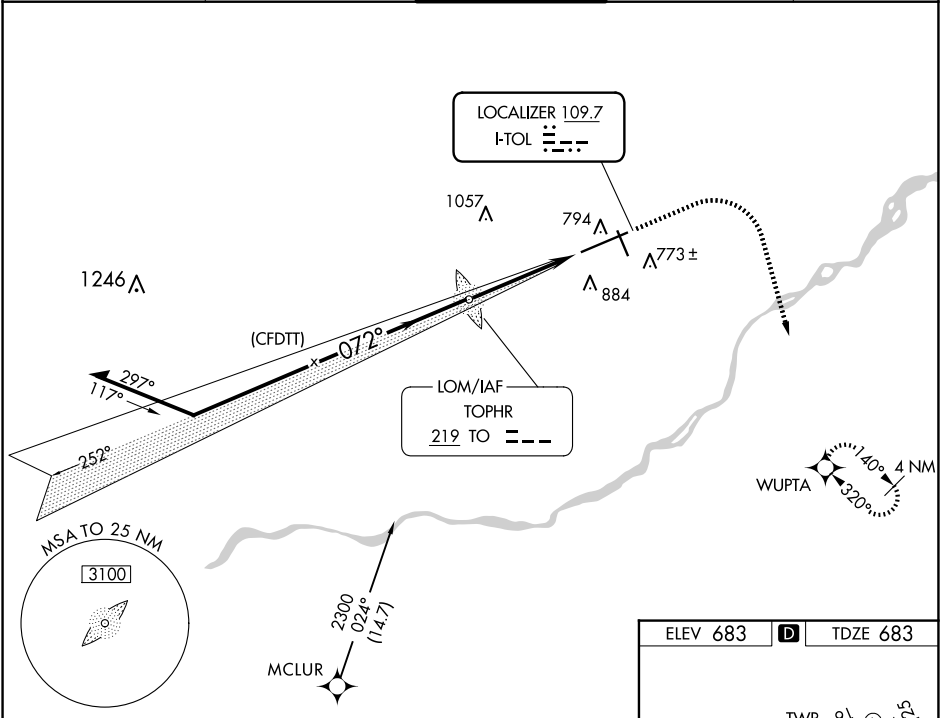 LOCALIZER 109.7
I-TOL
1057
794
773 ±
1246
884
(CFDTT)
072°
297°
117°
LOM/IAF
TOPHR
219 TO
252°
140°
4 NM
WUPTA
320°
MSA TO 25 NM
3100
2300
024°
(14.7)
MCLUR
ELEV 683 D TDZE 683
TWR
25